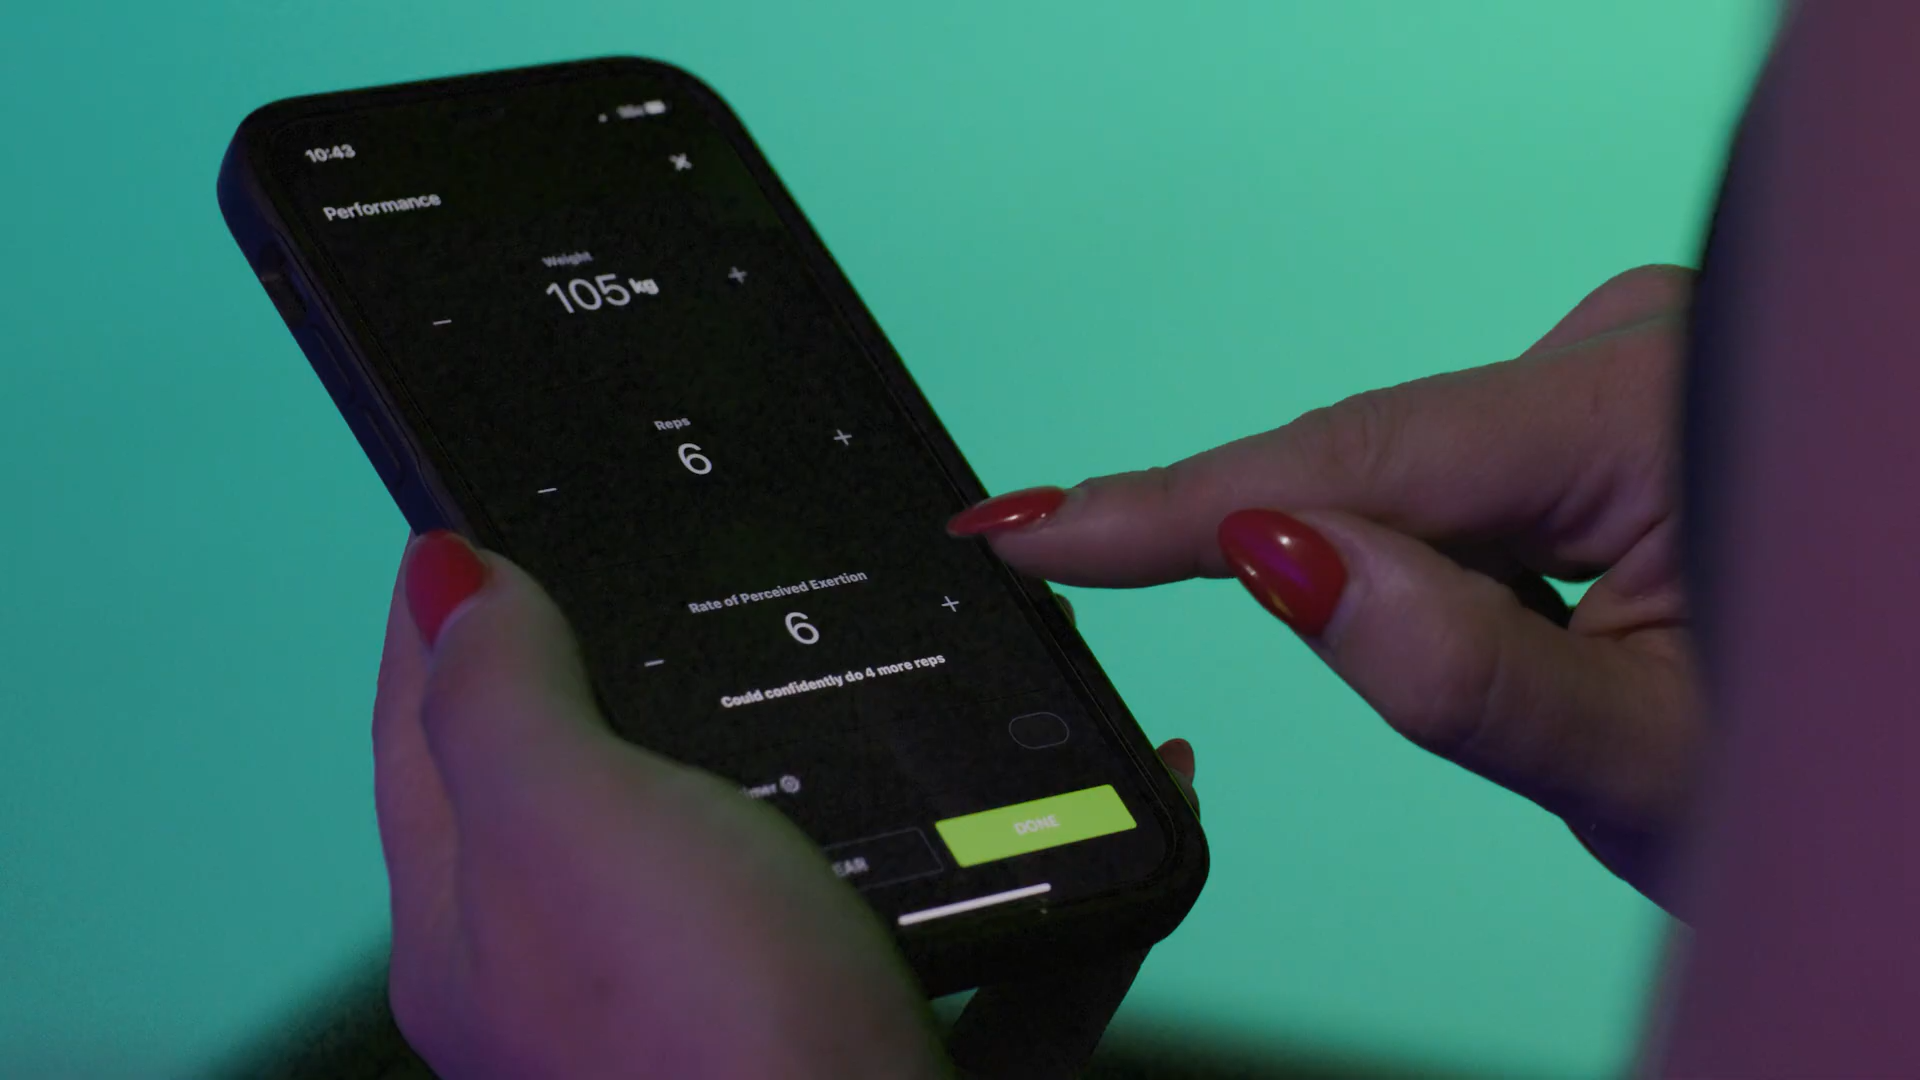 10:43
Performance
Weight
105 kg
Reps
6
Rate of Perceived Exertion
6
Could confidently do 4 more reps
DONE